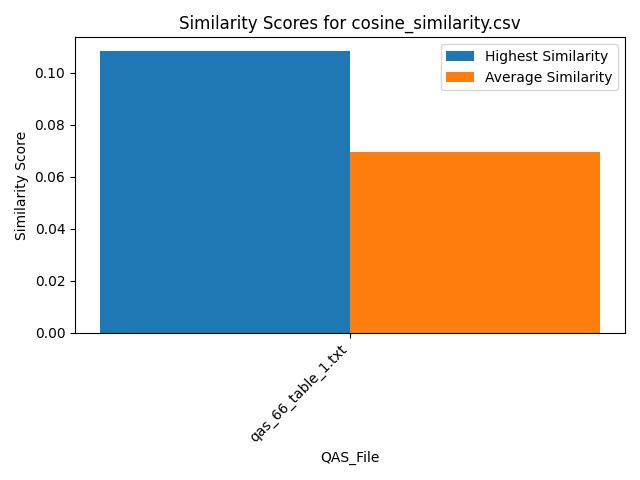 Similarity Scores for cosine_similarity.csv
Highest Similarity
Average Similarity
Similarity Score
0.10
0.08
0.06
0.04
0.02
0.00
qas_66_table_1.txt
QAS_File